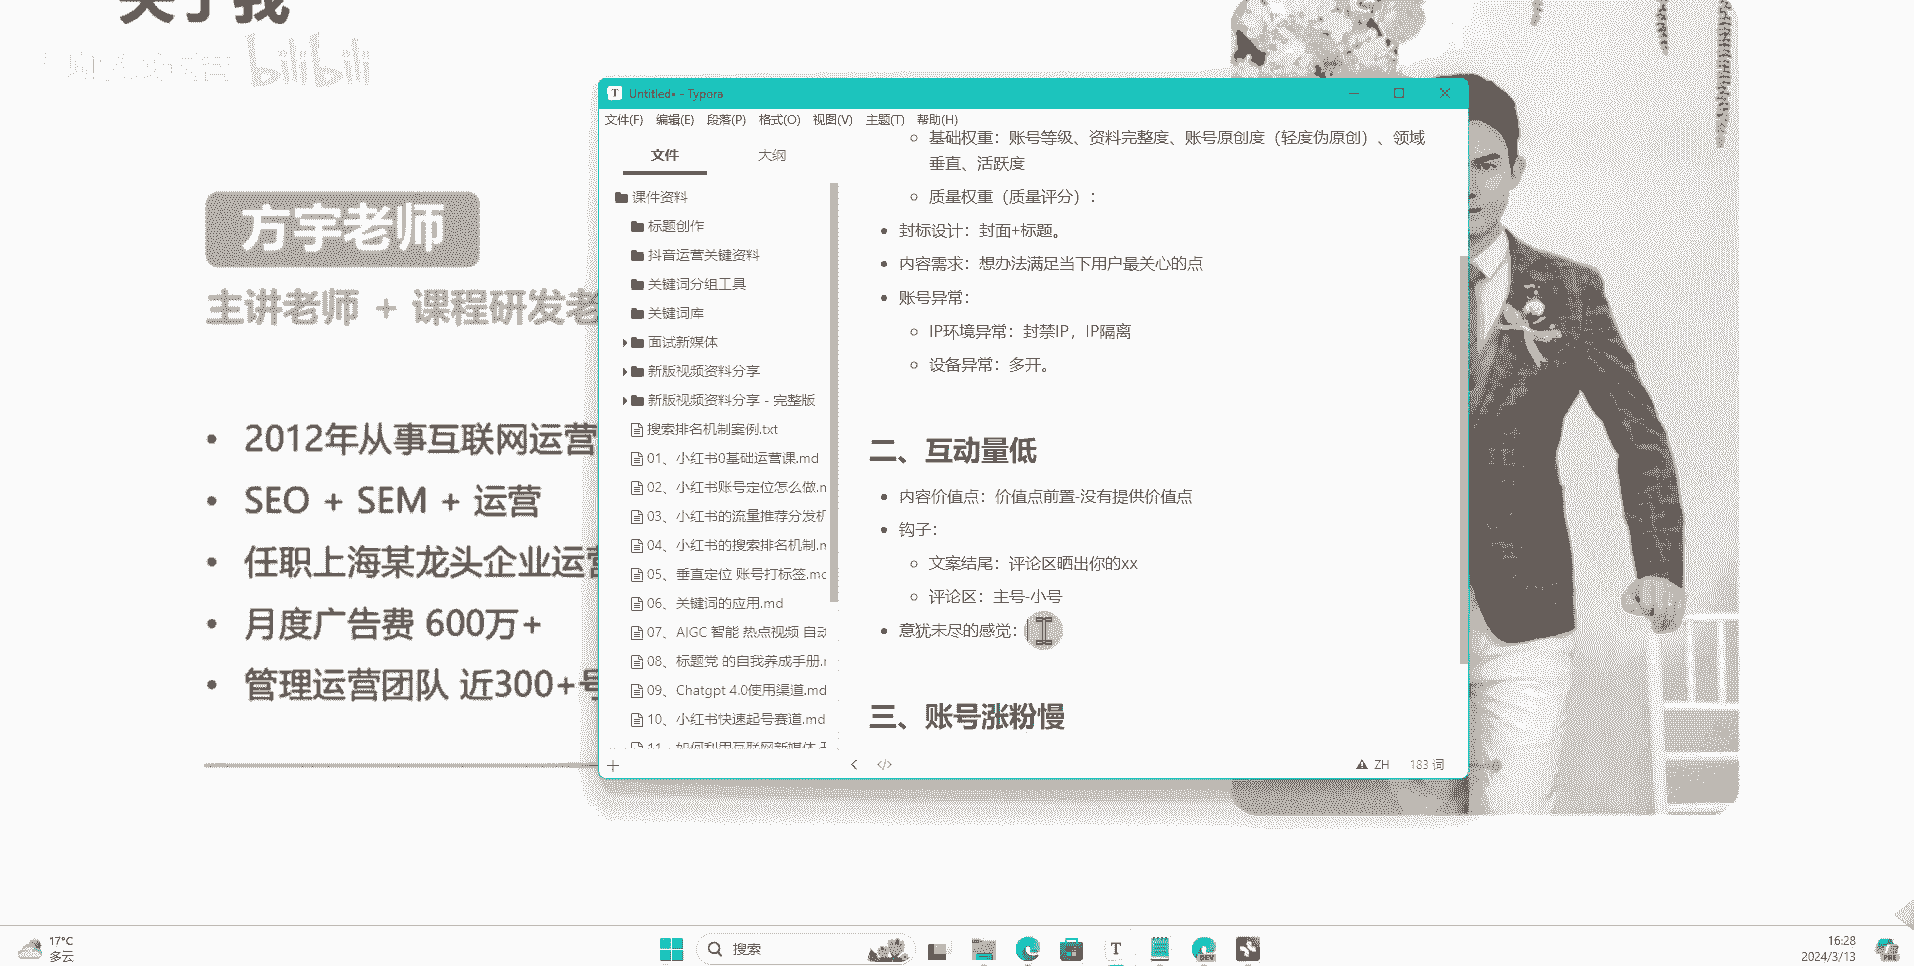 关于我
bilibili
方宇老师
主讲老师 + 课程研发老
2012年从事互联网运营
SEO + SEM + 运营
任职上海某龙头企业运营
月度广告费 600万+
管理运营团队 近300+号
Untitled• - Typora
文件(F) 编辑(E) 段落(P) 格式(O) 视图(V) 主题(T) 帮助(H)
文件 大纲
课件资料
标题创作
抖音运营关键资料
关键词分组工具
关键词库
面试新媒体
新版视频资料分享
新版视频资料分享 - 完整版
搜索排名机制案例.txt
01、小红书0基础运营课.md
02、小红书账号定位怎么做.m
03、小红书的流量推荐分发机
04、小红书的搜索排名机制.m
05、垂直定位 账号打标签.md
06、关键词的应用.md
07、AIGC 智能 热点视频 自动
08、标题党 的自我养成手册.m
09、Chatgpt 4.0使用渠道.md
10、小红书快速起号赛道.md
11、如何利用互联网新媒体
基础权重：账号等级、资料完整度、账号原创度（轻度伪原创）、领域
垂直、活跃度
质量权重（质量评分）：
封标设计：封面+标题。
内容需求：想办法满足当下用户最关心的点
账号异常：
IP环境异常：封禁IP，IP隔离
设备异常：多开。
二、互动量低
内容价值点：价值点前置-没有提供价值点
钩子：
文案结尾：评论区晒出你的xx
评论区：主号-小号
意犹未尽的感觉：
三、账号涨粉慢
ZH 183 词
17°C
多云
搜索
T
DEV
16:28
2024/3/13
PRE